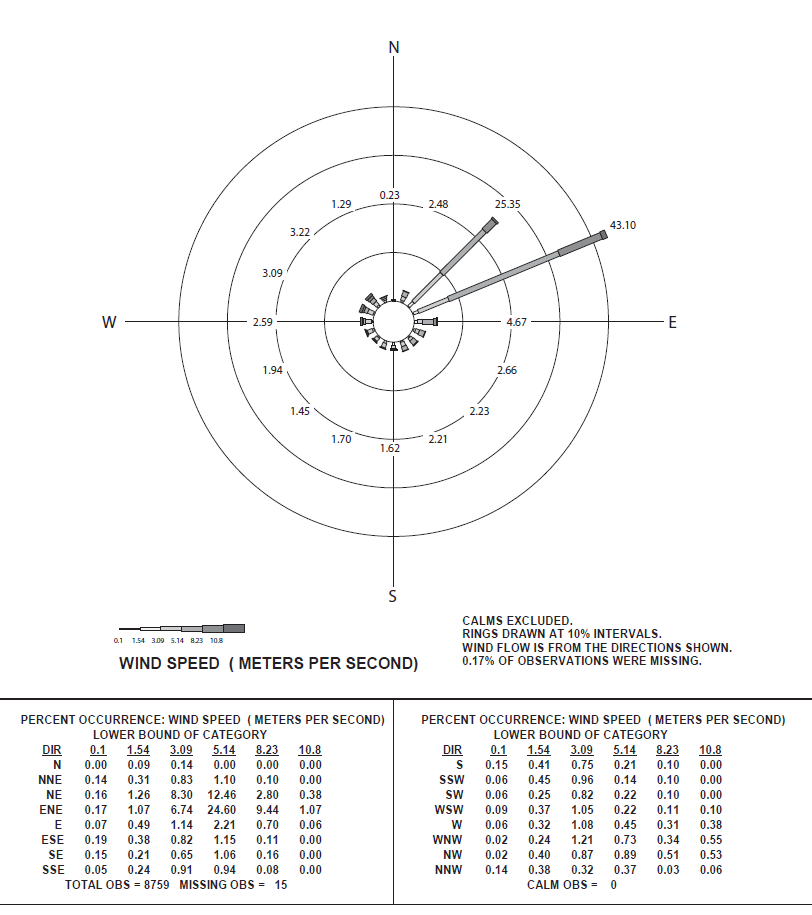 N
0.23
1.29
2.48
25.35
43.10
3.22
3.09
W
2.59
4.67
E
1.94
2.66
1.45
2.23
1.70
2.21
1.62
S
0.1 1.54 3.09 5.14 8.23 10.8
WIND SPEED ( METERS PER SECOND)
CALMS EXCLUDED.
RINGS DRAWN AT 10% INTERVALS.
WIND FLOW IS FROM THE DIRECTIONS SHOWN.
0.17% OF OBSERVATIONS WERE MISSING.
PERCENT OCCURRENCE: WIND SPEED ( METERS PER SECOND)
LOWER BOUND OF CATEGORY
DIR 0.1 1.54 3.09 5.14 8.23 10.8
N 0.00 0.09 0.14 0.00 0.00 0.00
NNE 0.14 0.31 0.83 1.10 0.10 0.00
NE 0.16 1.26 8.30 12.46 2.80 0.38
ENE 0.17 1.07 6.74 24.60 9.44 1.07
E 0.07 0.49 1.14 2.21 0.70 0.06
ESE 0.19 0.38 0.82 1.15 0.11 0.00
SE 0.15 0.21 0.65 1.06 0.16 0.00
SSE 0.05 0.24 0.91 0.94 0.08 0.00
TOTAL OBS = 8759 MISSING OBS = 15
PERCENT OCCURRENCE: WIND SPEED ( METERS PER SECOND)
LOWER BOUND OF CATEGORY
DIR 0.1 1.54 3.09 5.14 8.23 10.8
S 0.15 0.41 0.75 0.21 0.10 0.00
SSW 0.06 0.45 0.96 0.14 0.10 0.00
SW 0.06 0.25 0.82 0.22 0.10 0.00
WSW 0.09 0.37 1.05 0.22 0.11 0.10
W 0.06 0.32 1.08 0.45 0.31 0.38
WNW 0.02 0.24 1.21 0.73 0.34 0.55
NW 0.02 0.40 0.87 0.89 0.51 0.53
NNW 0.14 0.38 0.32 0.37 0.03 0.06
CALM OBS = 0